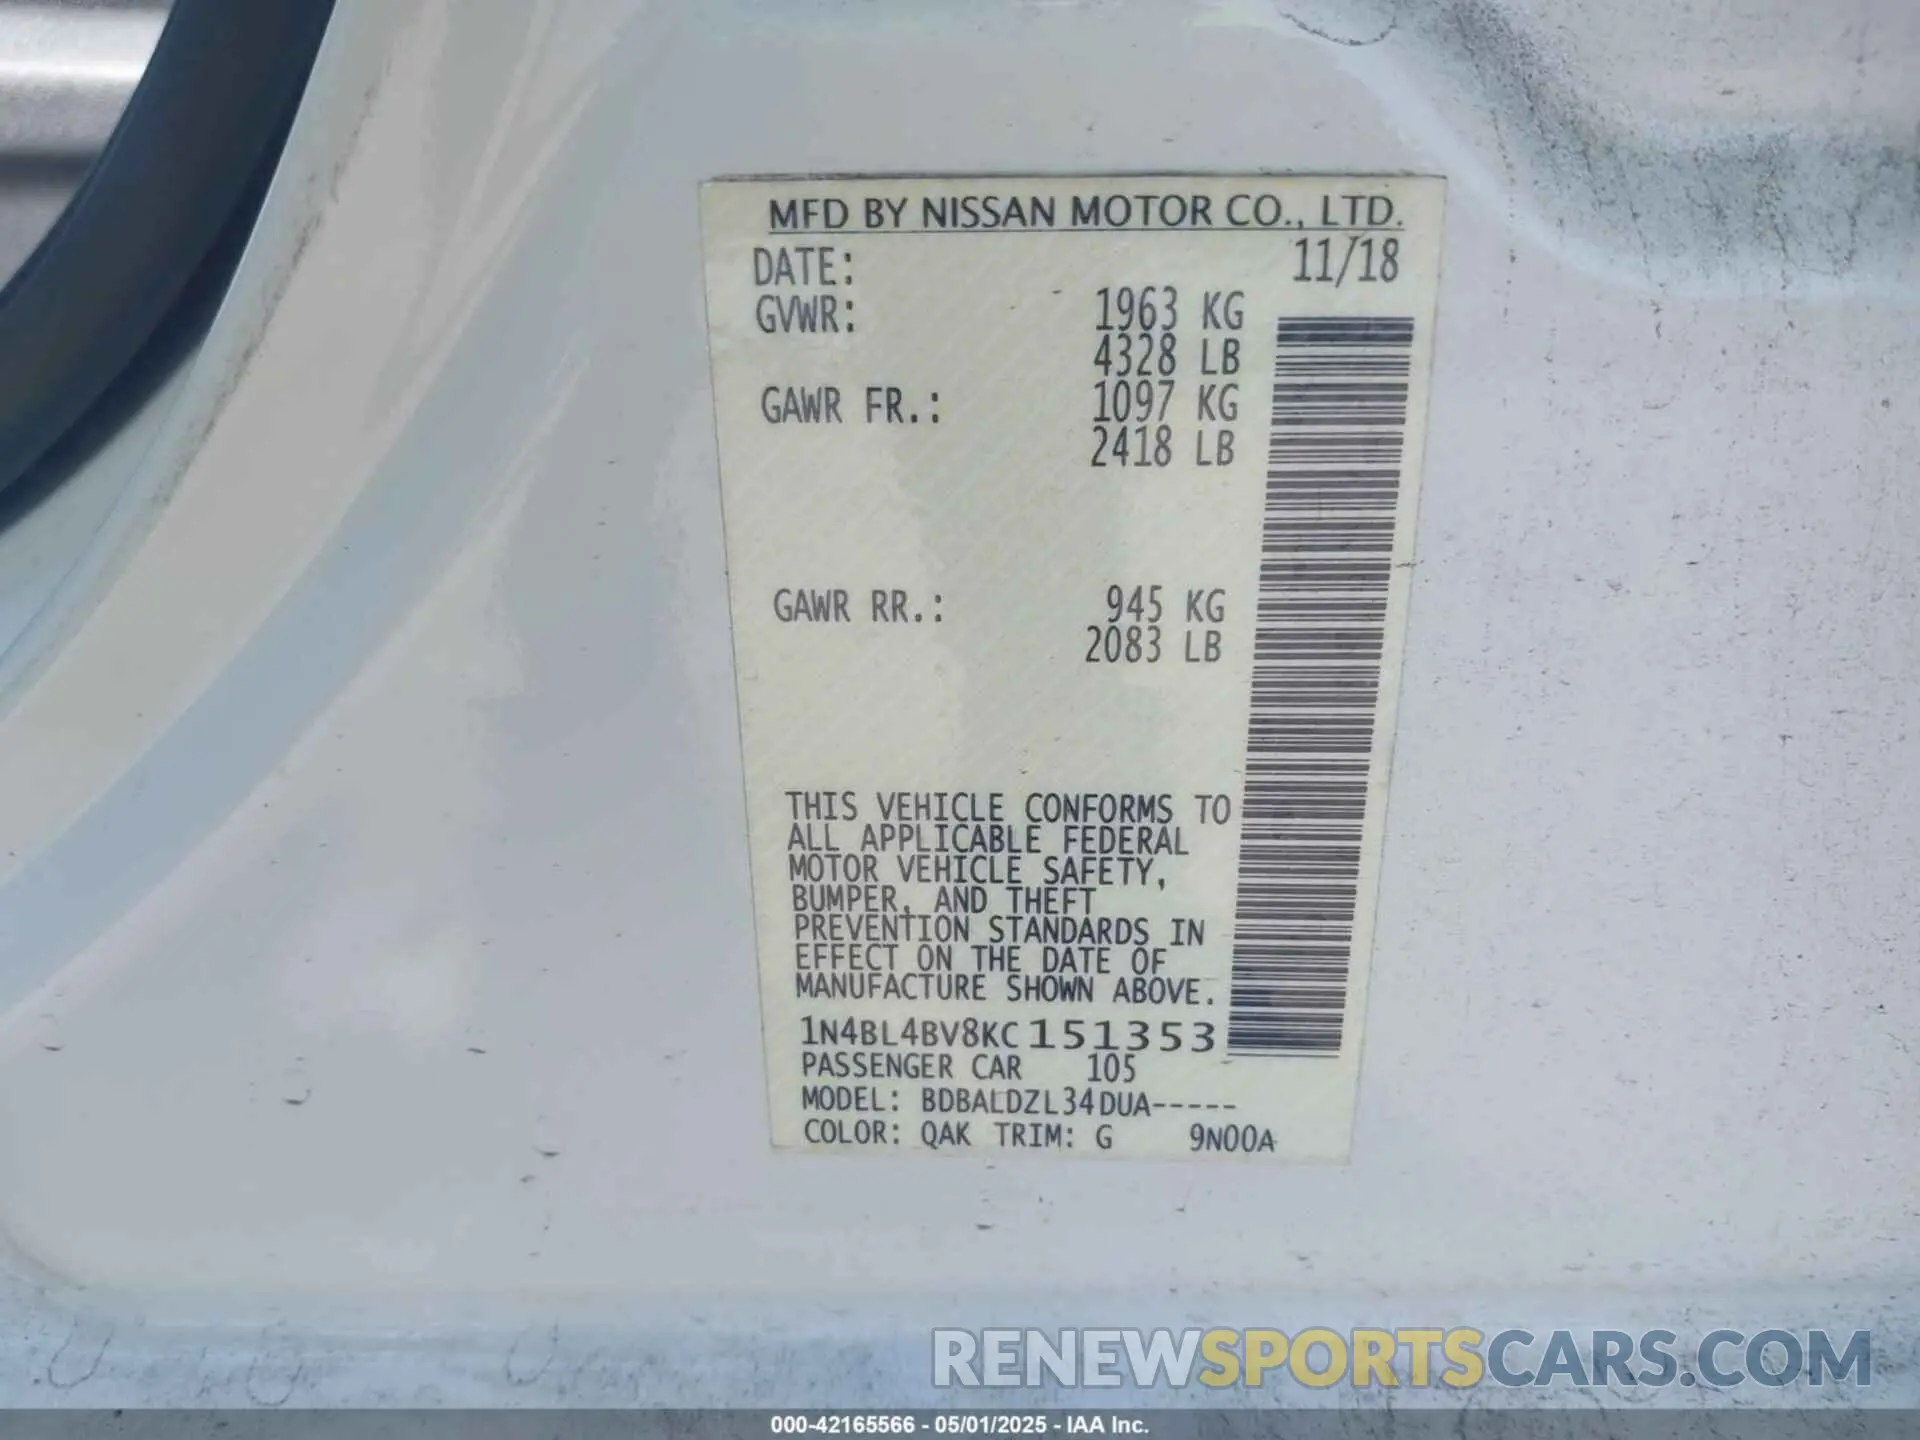 MFD BY NISSAN MOTOR CO., LTD.
DATE: 11/18
GVWR: 1963 KG
4328 LB
GAWR FR.: 1097 KG
2418 LB
GAWR RR.: 945 KG
2083 LB
THIS VEHICLE CONFORMS TO
ALL APPLICABLE FEDERAL
MOTOR VEHICLE SAFETY,
BUMPER, AND THEFT
PREVENTION STANDARDS IN
EFFECT ON THE DATE OF
MANUFACTURE SHOWN ABOVE.
1N4BL4BV8KC151353
PASSENGER CAR 105
MODEL: BDBALDZL34DUA-----
COLOR: QAK TRIM: G 9N00A
RENEWSPORTSCARS.COM
000-42165566 - 05/01/2025 - IAA Inc.